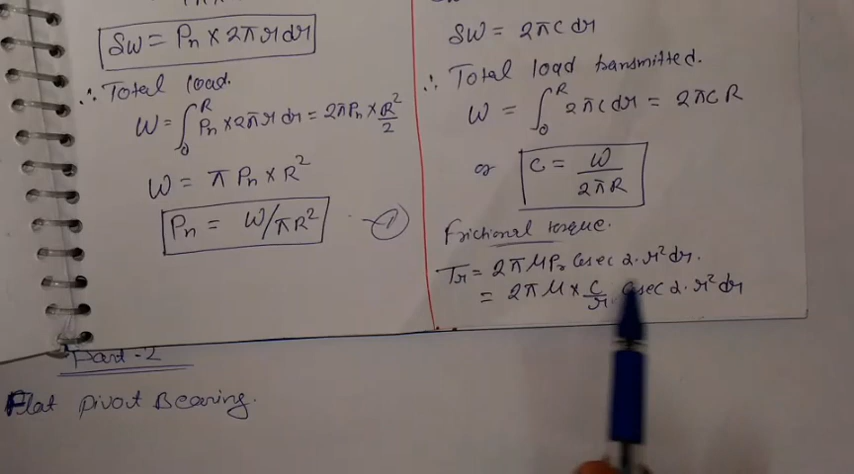 δW = Pn × 2πr dr
∴ Total load.
W = ∫₀ᴿ Pn × 2πr dr = 2πPn × R²/2
W = π Pn × R²
Pn = W/πR² — ①
δW = 2πC dr
∴ Total load transmitted.
W = ∫₀ᴿ 2πC dr = 2πC R
or C = W/2πR
Frictional torque.
Tr = 2πμPr Cosec α · r² dr.
= 2πμ × C/r · Cosec α · r² dr
Part-2
Flat pivot Bearing.